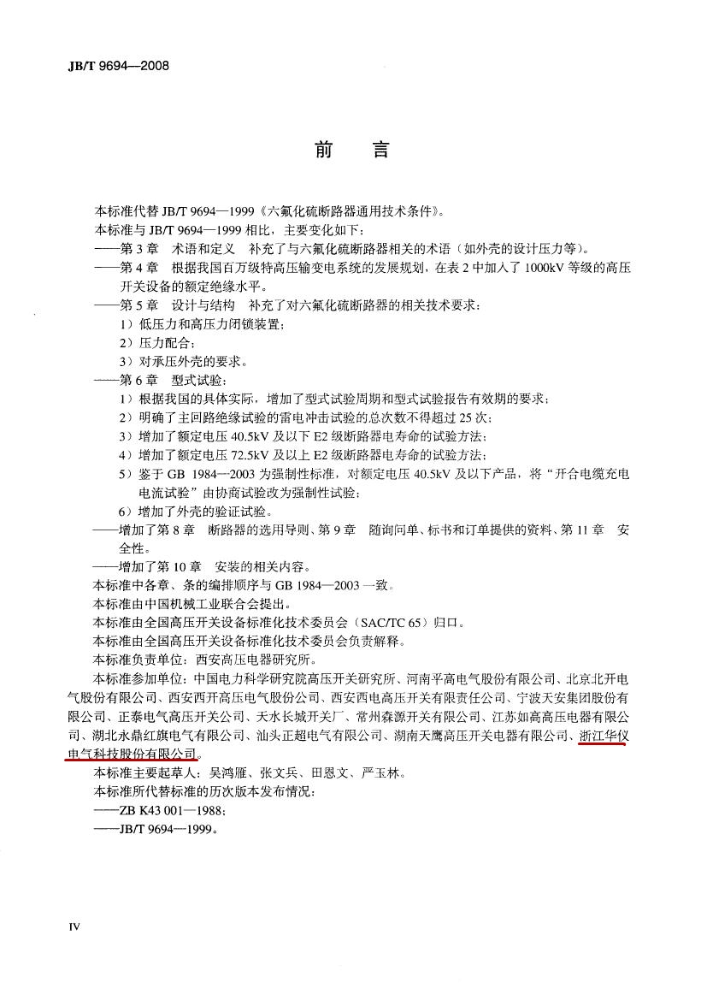 JB/T 9694—2008
前 言
本标准代替 JB/T 9694—1999《六氟化硫断路器通用技术条件》。
本标准与 JB/T 9694—1999 相比，主要变化如下：
——第 3 章 术语和定义 补充了与六氟化硫断路器相关的术语（如外壳的设计压力等）。
——第 4 章 根据我国百万级特高压输变电系统的发展规划，在表 2 中加入了 1000kV 等级的高压
开关设备的额定绝缘水平。
——第 5 章 设计与结构 补充了对六氟化硫断路器的相关技术要求：
1）低压力和高压力闭锁装置；
2）压力配合；
3）对承压外壳的要求。
——第 6 章 型式试验：
1）根据我国的具体实际，增加了型式试验周期和型式试验报告有效期的要求；
2）明确了主回路绝缘试验的雷电冲击试验的总次数不得超过 25 次；
3）增加了额定电压 40.5kV 及以下 E2 级断路器电寿命的试验方法；
4）增加了额定电压 72.5kV 及以上 E2 级断路器电寿命的试验方法；
5）鉴于 GB 1984—2003 为强制性标准，对额定电压 40.5kV 及以下产品，将“开合电缆充电
电流试验”由协商试验改为强制性试验；
6）增加了外壳的验证试验。
——增加了第 8 章 断路器的选用导则、第 9 章 随询问单、标书和订单提供的资料、第 11 章 安
全性。
——增加了第 10 章 安装的相关内容。
本标准中各章、条的编排顺序与 GB 1984—2003 一致。
本标准由中国机械工业联合会提出。
本标准由全国高压开关设备标准化技术委员会（SAC/TC 65）归口。
本标准由全国高压开关设备标准化技术委员会负责解释。
本标准负责单位：西安高压电器研究所。
本标准参加单位：中国电力科学研究院高压开关研究所、河南平高电气股份有限公司、北京北开电
气股份有限公司、西安西开高压电气股份公司、西安西电高压开关有限责任公司、宁波天安集团股份有
限公司、正泰电气高压开关公司、天水长城开关厂、常州森源开关有限公司、江苏如高高压电器有限公
司、湖北永鼎红旗电气有限公司、汕头正超电气有限公司、湖南天鹰高压开关电器有限公司、浙江华仪
电气科技股份有限公司。
本标准主要起草人：吴鸿雁、张文兵、田恩文、严玉林。
本标准所代替标准的历次版本发布情况：
——ZB K43 001—1988；
——JB/T 9694—1999。
IV